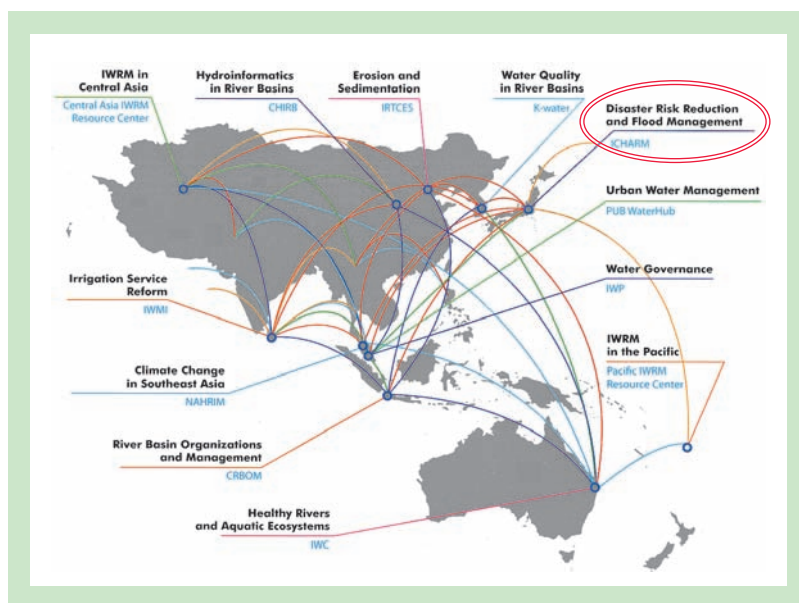 IWRM in
Central Asia
Central Asia IWRM
Resource Center
Hydroinformatics
in River Basins
CHIRB
Erosion and
Sedimentation
IRTCES
Water Quality
in River Basins
K-water
Disaster Risk Reduction
and Flood Management
ICHARM
Urban Water Management
PUB WaterHub
Water Governance
IWP
Irrigation Service
Reform
IWMI
IWRM
in the Pacific
Pacific IWRM
Resource Center
Climate Change
in Southeast Asia
NAHRIM
River Basin Organizations
and Management
CRBOM
Healthy Rivers
and Aquatic Ecosystems
IWC